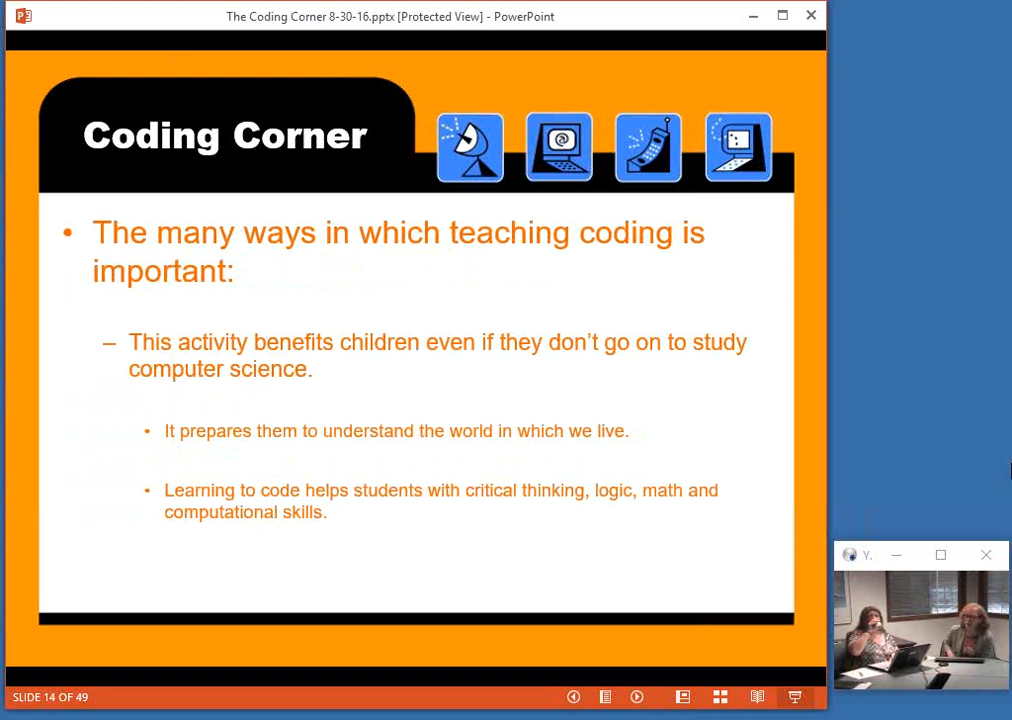 The Coding Corner 8-30-16.pptx [Protected View] - PowerPoint
Coding Corner
• The many ways in which teaching coding is
important:
– This activity benefits children even if they don't go on to study
computer science.
• It prepares them to understand the world in which we live.
• Learning to code helps students with critical thinking, logic, math and
computational skills.
Y.
SLIDE 14 OF 49